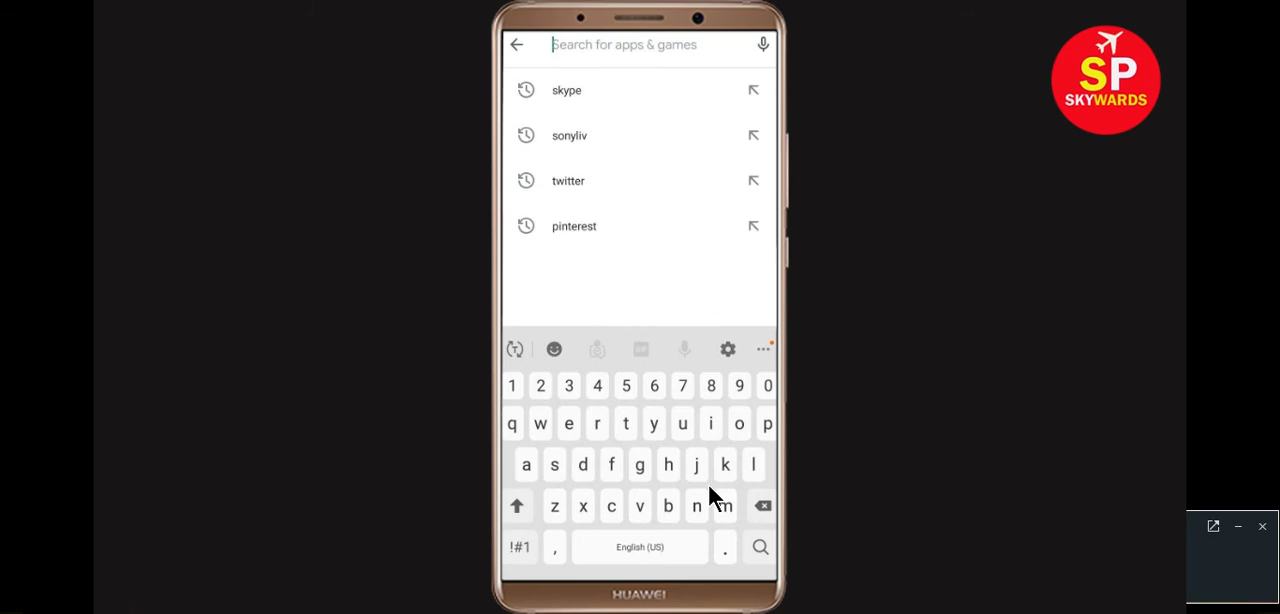 Search for apps & games
SP
SKYWARDS
skype
sonyliv
twitter
pinterest
1 2 3 4 5 6 7 8 9 0
q w e r t y u i o p
a s d f g h j k l
z x c v b n m
!#1 , English (US) .
HUAWEI